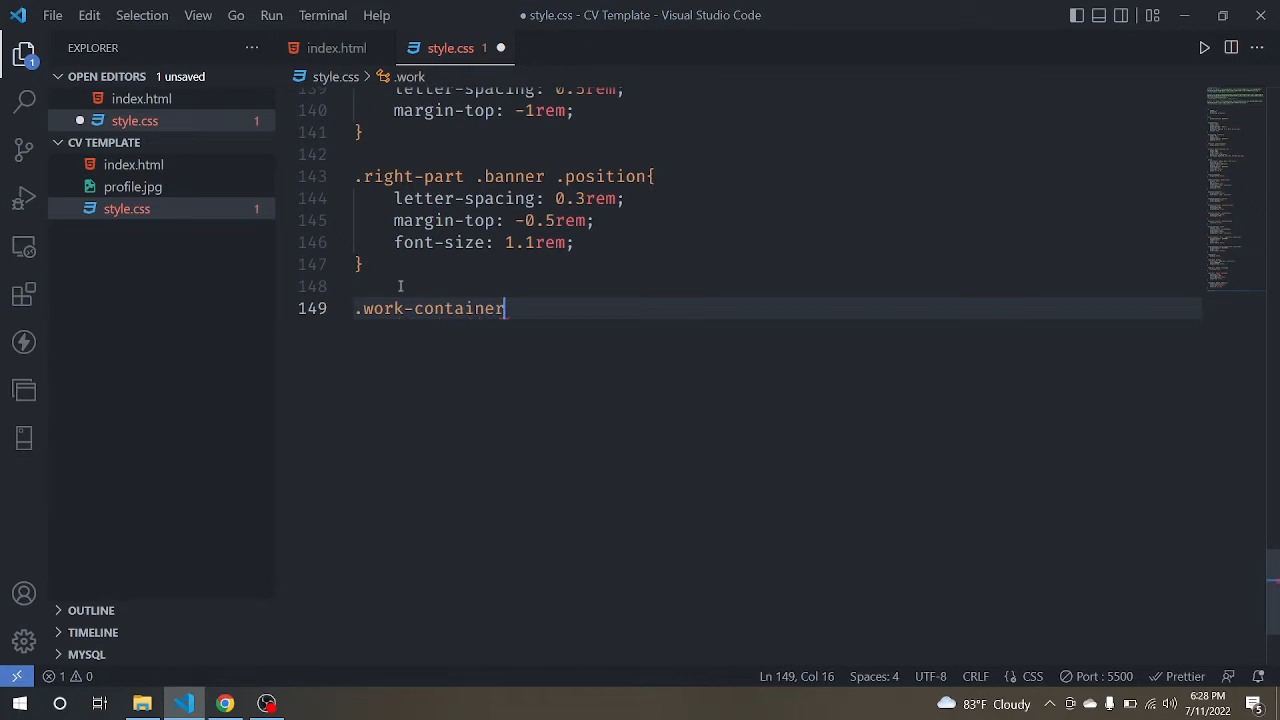 File Edit Selection View Go Run Terminal Help
● style.css - CV Template - Visual Studio Code
EXPLORER ···
index.html
style.css 1 ●
OPEN EDITORS 1 unsaved
index.html
● style.css 1
CV TEMPLATE
index.html
profile.jpg
style.css 1
style.css > .work
139 letter-spacing: 0.5rem;
140 margin-top: -1rem;
141 }
142
143 right-part .banner .position{
144 letter-spacing: 0.3rem;
145 margin-top: -0.5rem;
146 font-size: 1.1rem;
147 }
148
149 .work-container
1
OUTLINE
TIMELINE
MYSQL
1 0
Ln 149, Col 16 Spaces: 4 UTF-8 CRLF {} CSS Port : 5500 Prettier
83°F Cloudy
6:28 PM
7/11/2022
5